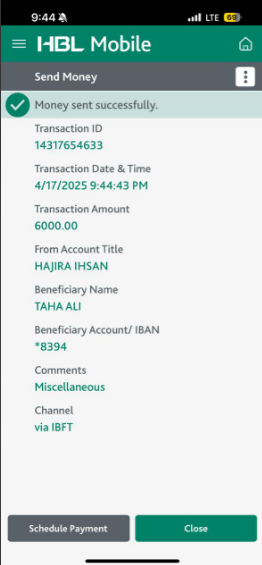 9:44
LTE 69
HBL Mobile
Send Money
Money sent successfully.
Transaction ID
14317654633
Transaction Date & Time
4/17/2025 9:44:43 PM
Transaction Amount
6000.00
From Account Title
HAJIRA IHSAN
Beneficiary Name
TAHA ALI
Beneficiary Account/ IBAN
*8394
Comments
Miscellaneous
Channel
via IBFT
Schedule Payment
Close